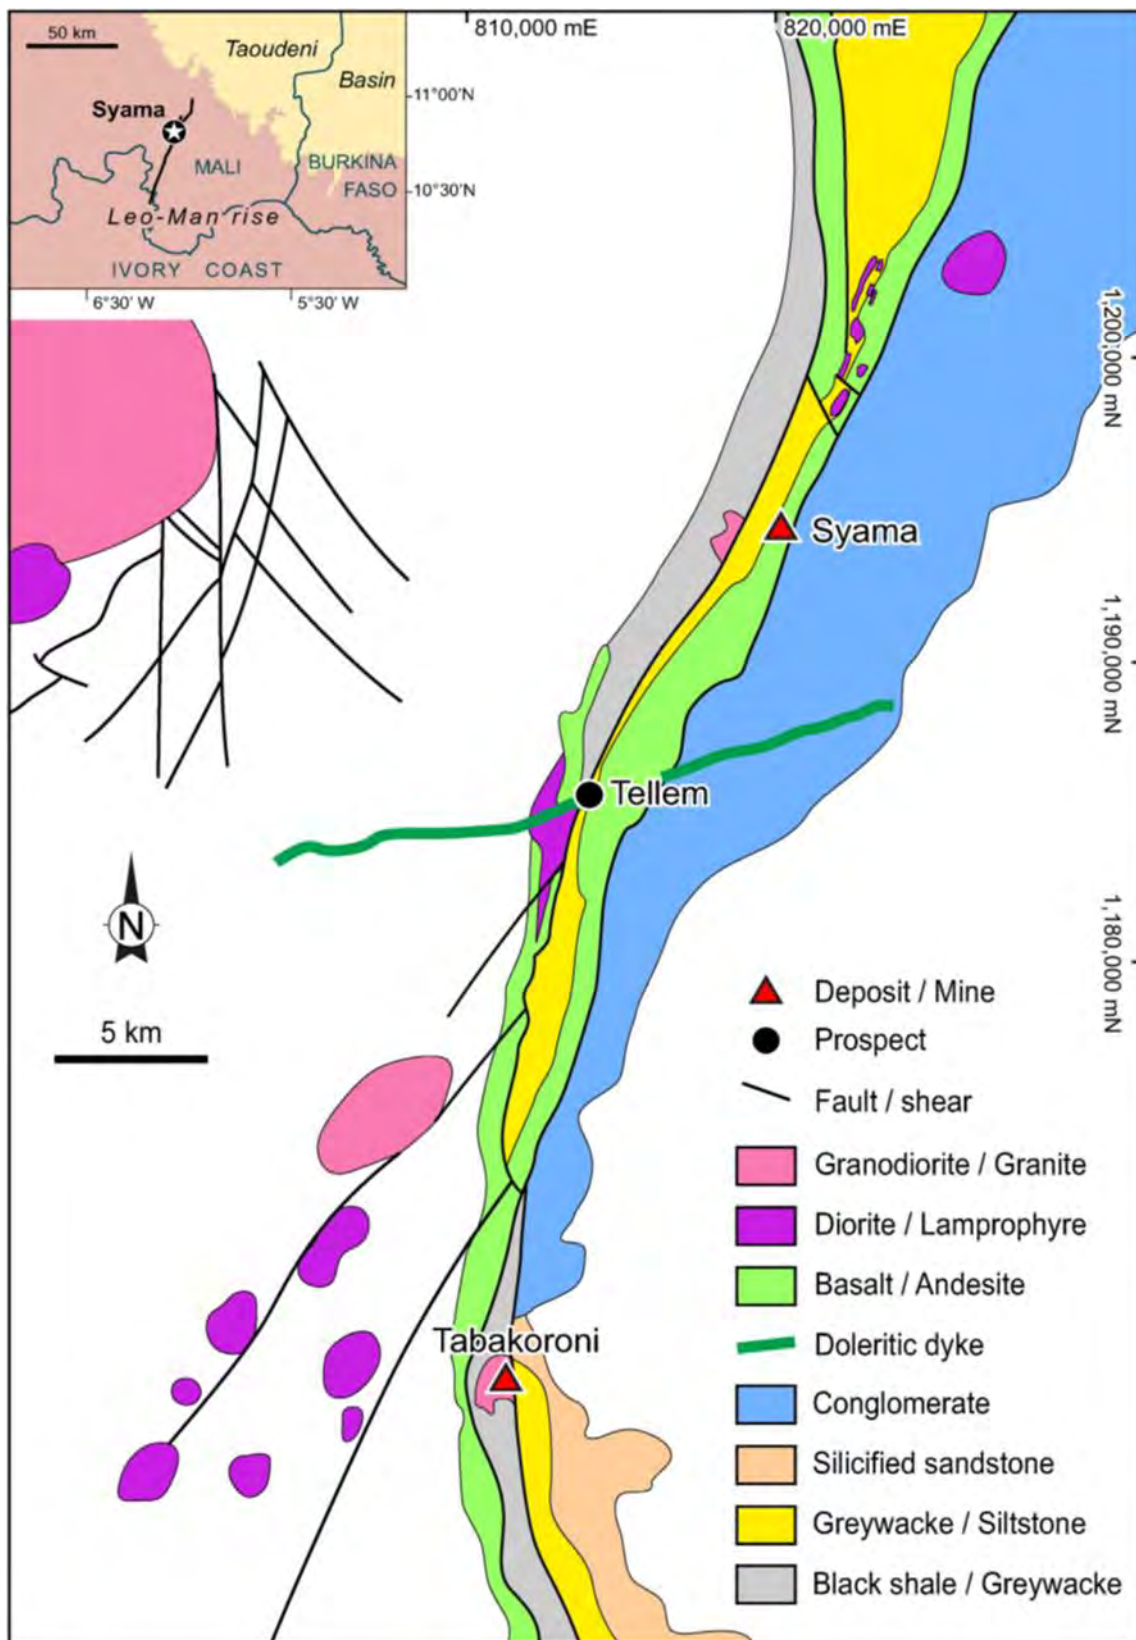 810,000 mE
820,000 mE
50 km
Taoudeni
Basin
11°00'N
Syama
MALI
BURKINA
FASO
10°30'N
Leo-Man rise
IVORY COAST
6°30' W
5°30' W
1,200,000 mN
Syama
1,190,000 mN
Tellem
N
1,180,000 mN
5 km
Deposit / Mine
Prospect
Fault / shear
Granodiorite / Granite
Diorite / Lamprophyre
Basalt / Andesite
Tabakoroni
Doleritic dyke
Conglomerate
Silicified sandstone
Greywacke / Siltstone
Black shale / Greywacke